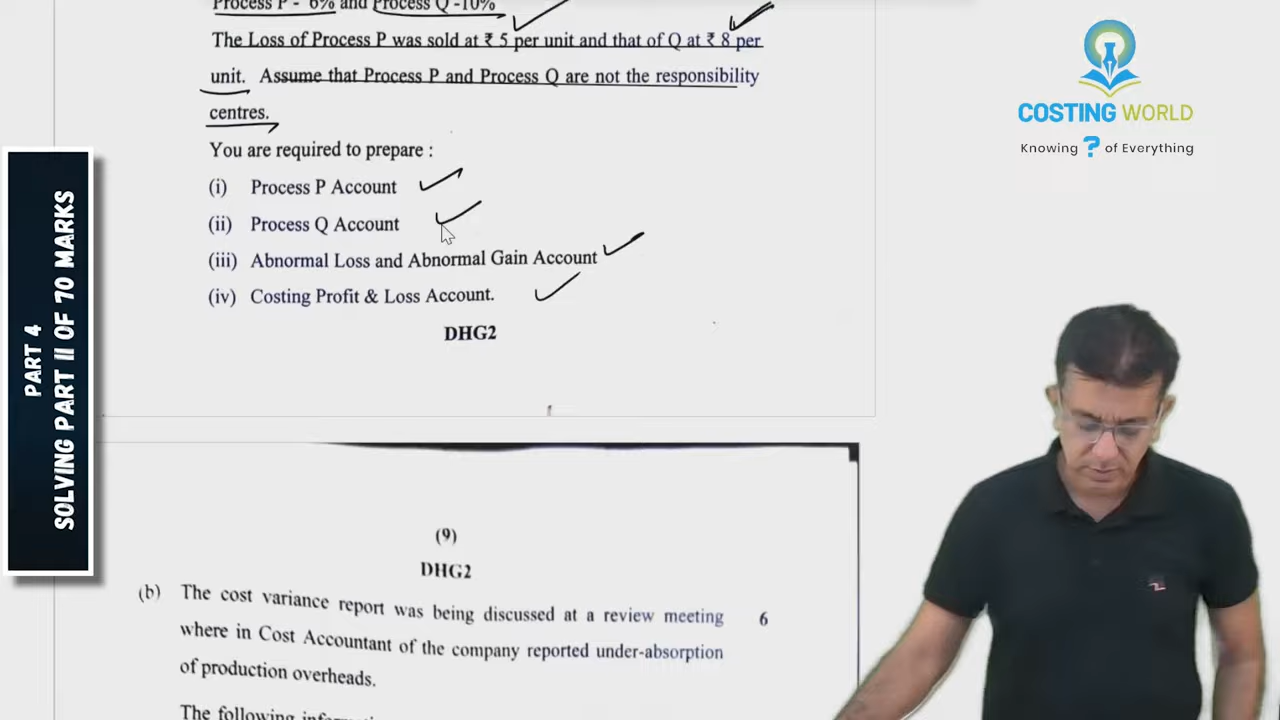 Process P - 6% and Process Q -10%
The Loss of Process P was sold at ₹ 5 per unit and that of Q at ₹ 8 per
unit. Assume that Process P and Process Q are not the responsibility
centres.
You are required to prepare :
(i) Process P Account
(ii) Process Q Account
(iii) Abnormal Loss and Abnormal Gain Account
(iv) Costing Profit & Loss Account.
DHG2
(9)
DHG2
(b) The cost variance report was being discussed at a review meeting 6
where in Cost Accountant of the company reported under-absorption
of production overheads.
The following
PART 4
SOLVING PART II OF 70 MARKS
COSTING WORLD
Knowing ? of Everything